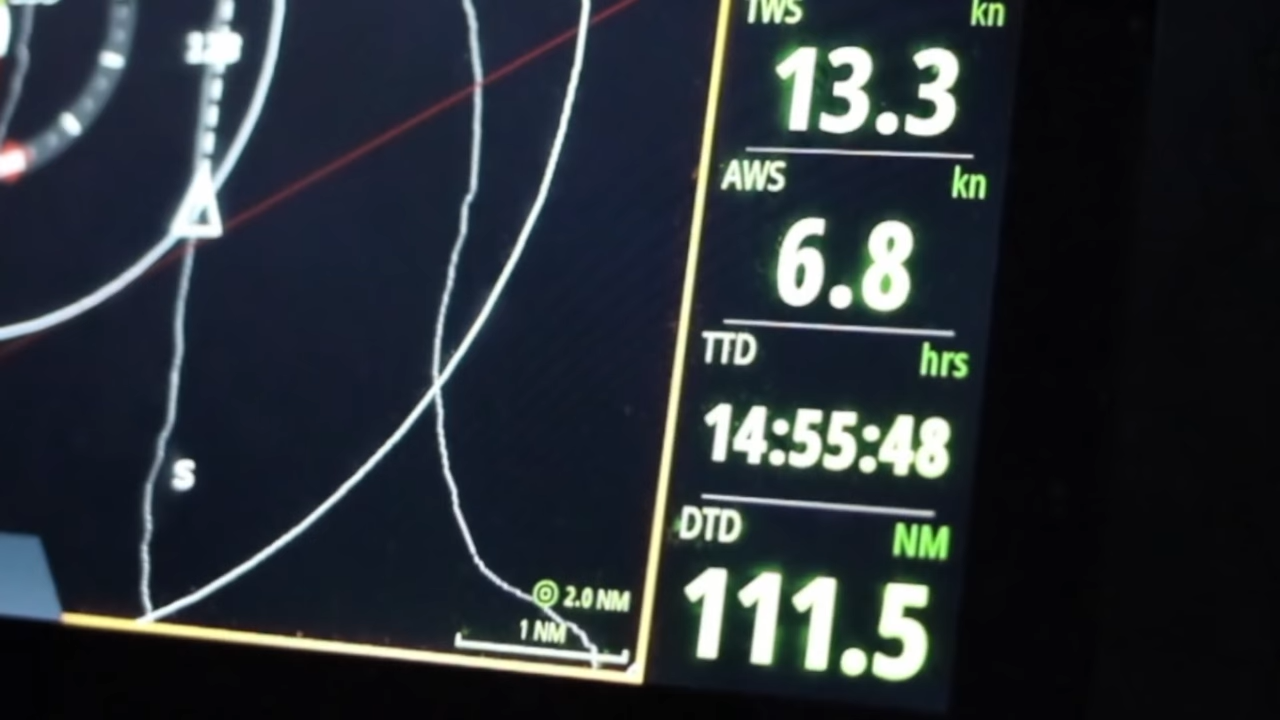 TWS kn
13.3
AWS kn
6.8
TTD hrs
14:55:48
S
DTD NM
111.5
2.0 NM
1 NM